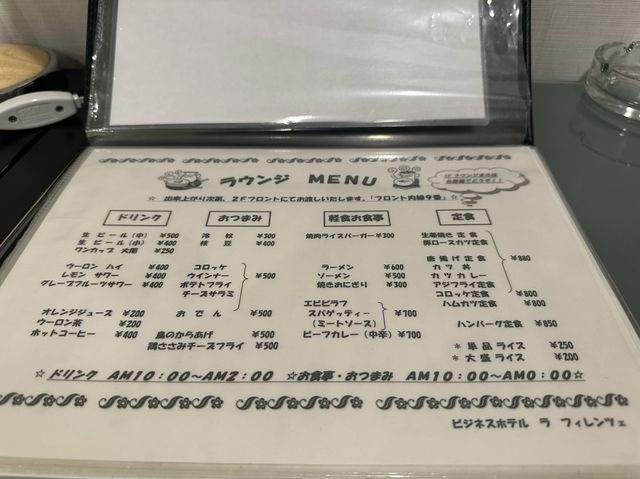 ラウンジ MENU
1F ラウンジまたは
お部屋でどうぞ!!
☆ 出来上がり次第、2Fフロントにてお渡しいたします。「フロント内線9番」
ドリンク
生 ビール (中) ¥500
生 ビール (小) ¥400
ワンカップ 大関 ¥250
ウーロン ハイ ¥400
レモン サワー ¥400
グレープフルーツサワー ¥400
オレンジジュース ¥200
ウーロン茶 ¥200
ホットコーヒー ¥400
おつまみ
冷 奴 ¥300
枝 豆 ¥400
コロッケ
ウインナー
ポテトフライ
チーズサラミ
¥500
お で ん ¥500
鳥のからあげ ¥500
鶏ささみチーズフライ ¥500
軽食お食事
焼肉ライスバーガー ¥300
ラーメン ¥600
ソーメン ¥500
焼きおにぎり ¥300
エビピラフ
スパゲッティー
(ミートソース)
¥700
ビーフカレー (中辛) ¥700
定食
生姜焼き 定 食
豚ロースカツ定食
唐揚げ 定食
カ ツ 丼
カ ツ カ レー
アジフライ定食
コロッケ定食
¥880
ハムカツ定食 ¥800
ハンバーグ定食 ¥850
* 単 品 ライス ¥250
* 大 盛 ライス ¥200
☆ドリンク AM10:00~AM2:00 ☆お食事・おつまみ AM10:00~AM0:00☆
ビジネスホテル ラ フィレンツェ